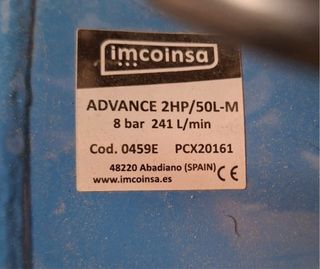 imcoinsa
ADVANCE 2HP/50L-M
8 bar 241 L/min
Cod. 0459E PCX20161
48220 Abadiano (SPAIN)
www.imcoinsa.es CE